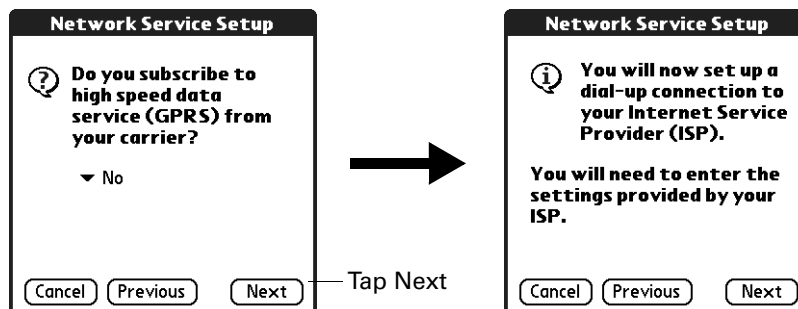 Network Service Setup
Do you subscribe to
high speed data
service (GPRS) from
your carrier?
No
Cancel Previous Next
Tap Next
Network Service Setup
You will now set up a
dial-up connection to
your Internet Service
Provider (ISP).
You will need to enter the
settings provided by your
ISP.
Cancel Previous Next